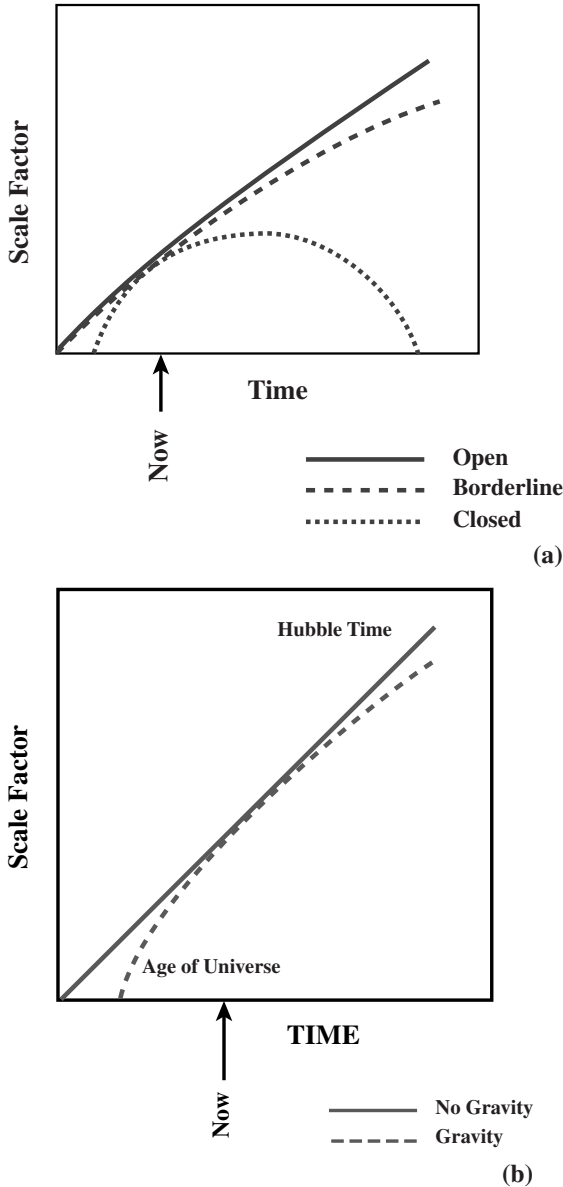 Scale Factor
Time
Now
Open
Borderline
Closed
(a)
Hubble Time
Scale Factor
Age of Universe
TIME
Now
No Gravity
Gravity
(b)